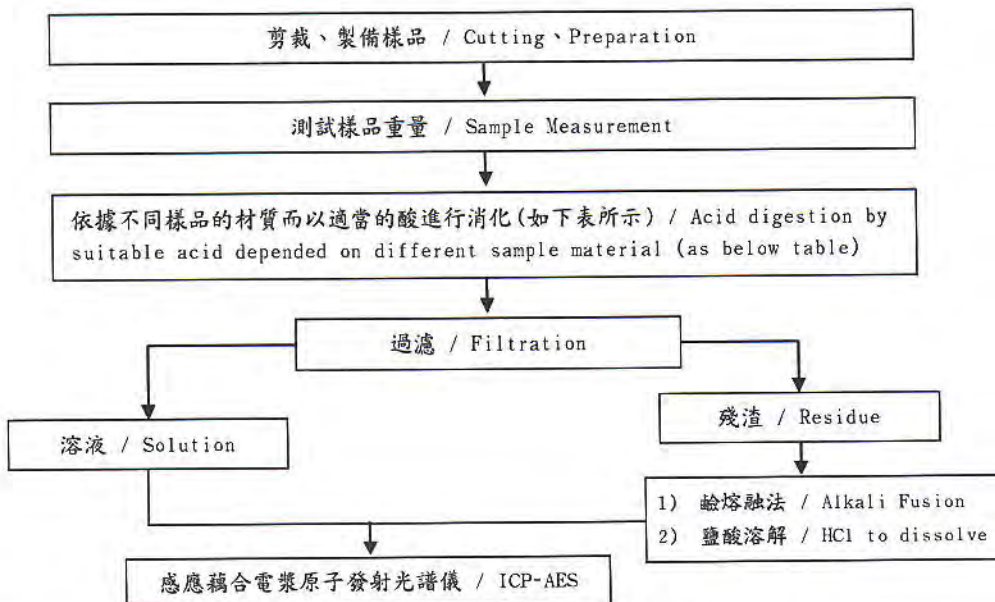 剪裁、製備樣品 / Cutting、Preparation
測試樣品重量 / Sample Measurement
依據不同樣品的材質而以適當的酸進行消化(如下表所示) / Acid digestion by
suitable acid depended on different sample material (as below table)
過濾 / Filtration
溶液 / Solution
殘渣 / Residue
1) 鹼熔融法 / Alkali Fusion
2) 鹽酸溶解 / HCl to dissolve
感應藕合電漿原子發射光譜儀 / ICP-AES